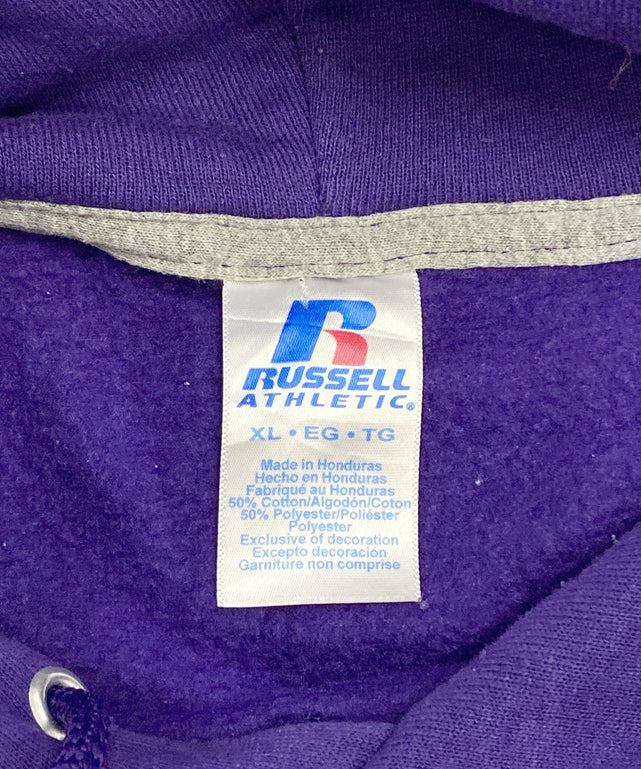 R
RUSSELL
ATHLETIC®
XL • EG • TG
Made in Honduras
Hecho en Honduras
Fabriqué au Honduras
50% Cotton/Algodón/Coton
50% Polyester/Poliéster
Polyester
Exclusive of decoration
Excepto decoración
Garniture non comprise